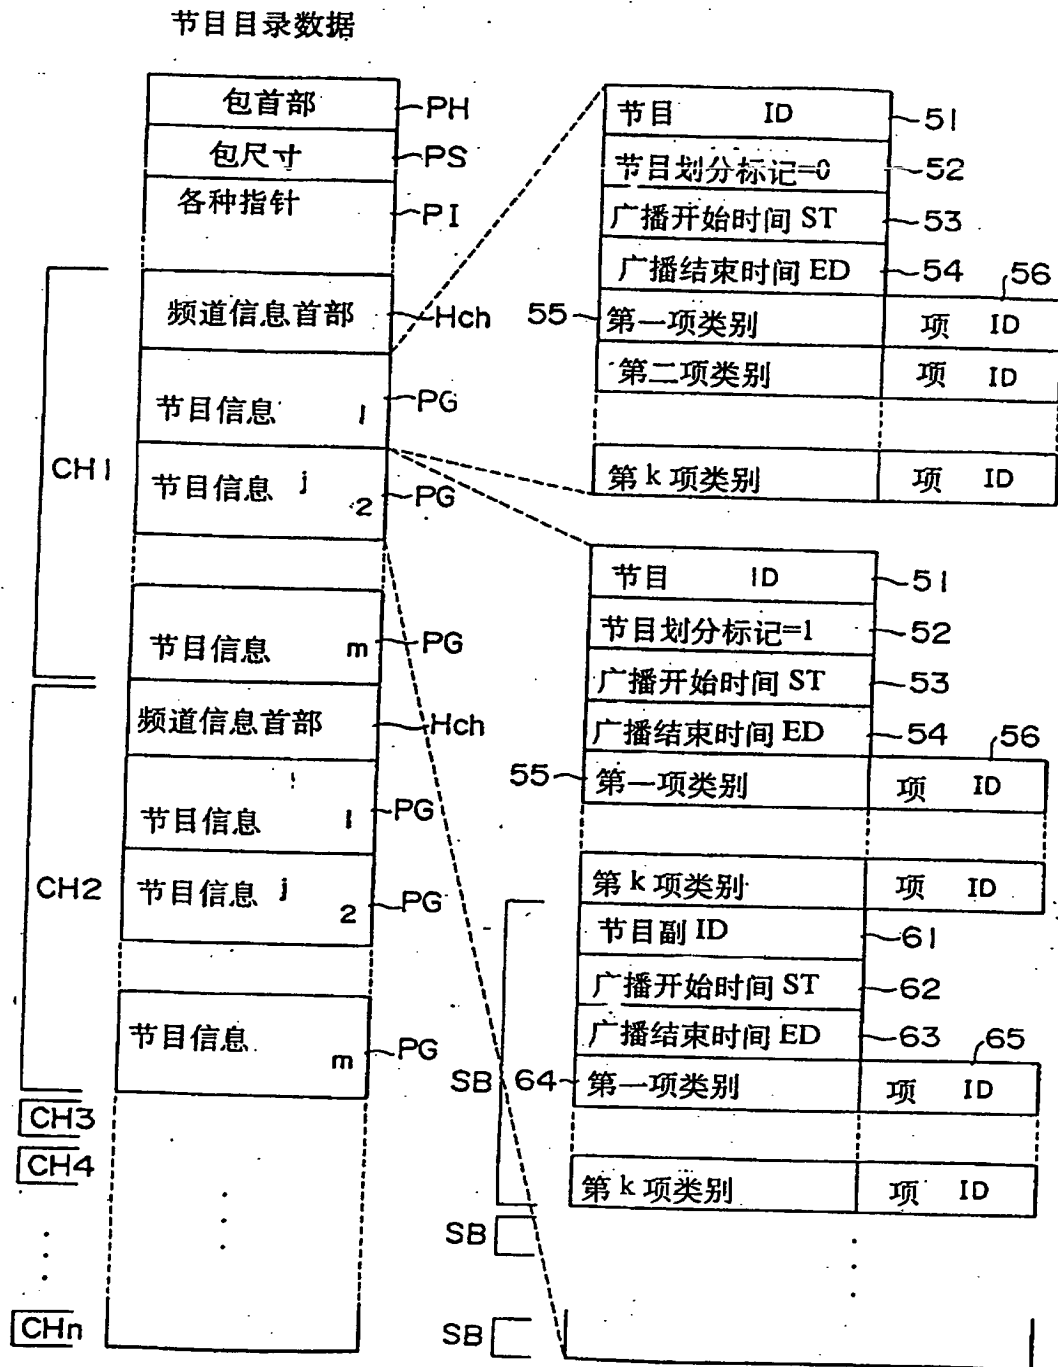 节目目录数据
包首部
PH
包尺寸
PS
各种指针
PI
CH1
频道信息首部
Hch
节目信息 1
PG
节目信息 j 2
PG
节目信息 m
PG
CH2
频道信息首部
Hch
节目信息 1
PG
节目信息 j 2
PG
节目信息 m
PG
CH3
CH4
CHn
节目 ID
51
节目划分标记=0
52
广播开始时间 ST
53
广播结束时间 ED
54
56
55
第一项类别 项 ID
第二项类别 项 ID
第 k 项类别 项 ID
节目 ID
51
节目划分标记=1
52
广播开始时间 ST
53
广播结束时间 ED
54
56
55
第一项类别 项 ID
第 k 项类别 项 ID
节目副 ID
61
广播开始时间 ST
62
广播结束时间 ED
63
65
SB
64
第一项类别 项 ID
第 k 项类别 项 ID
SB
SB